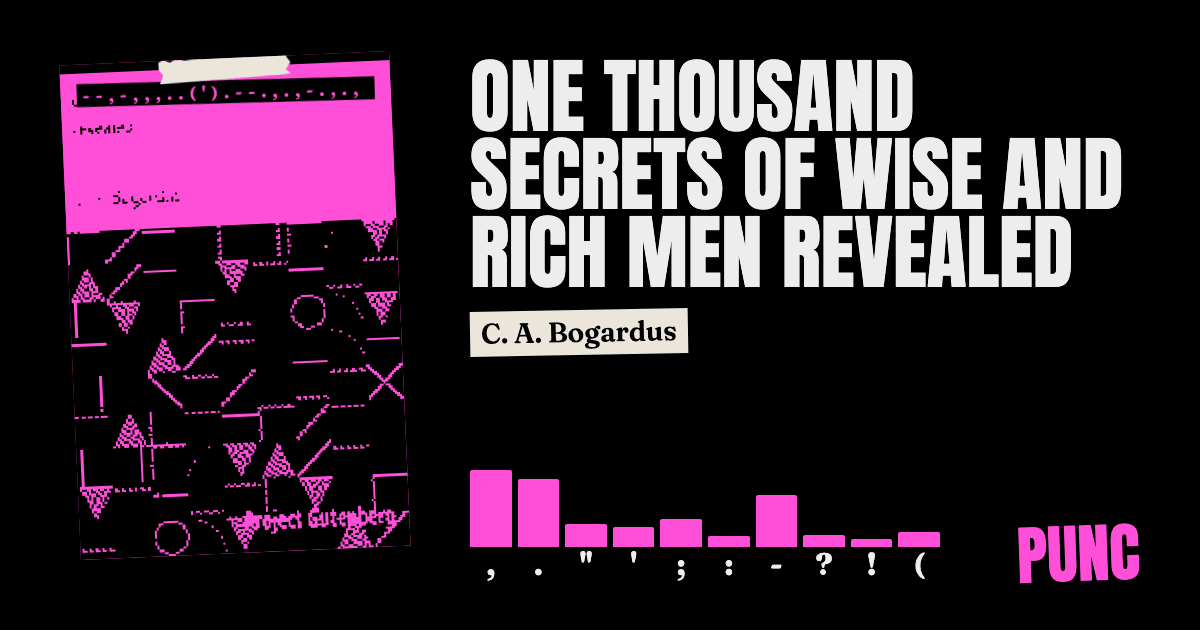 --,-,,,..(').--.,.,-.,.,
ONE THOUSAND
SECRETS OF WISE AND
RICH MEN REVEALED
C. A. Bogardus
Project Gutenberg
, . " ' ; : - ? ! (
PUNC